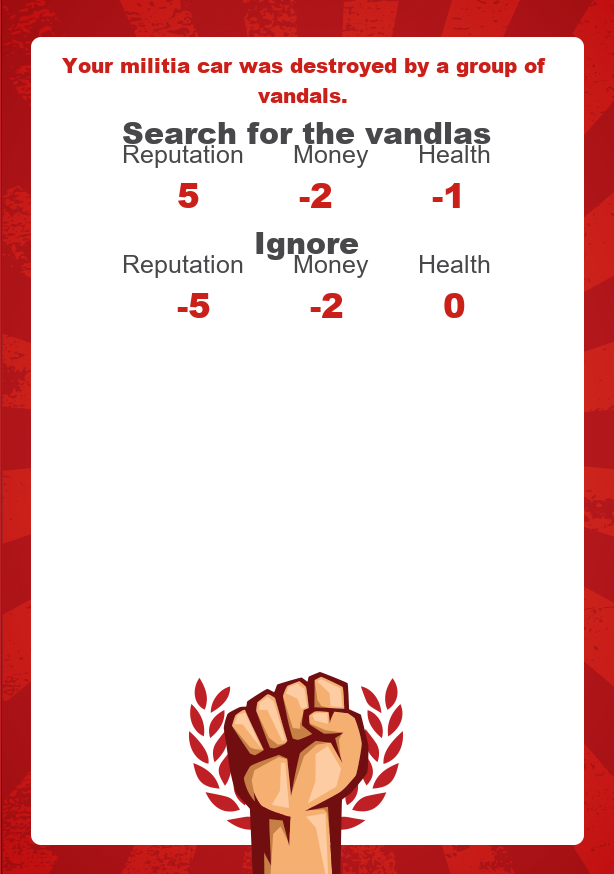 Your militia car was destroyed by a group of
vandals.
Search for the vandlas
Reputation Money Health
5 -2 -1
Ignore
Reputation Money Health
-5 -2 0